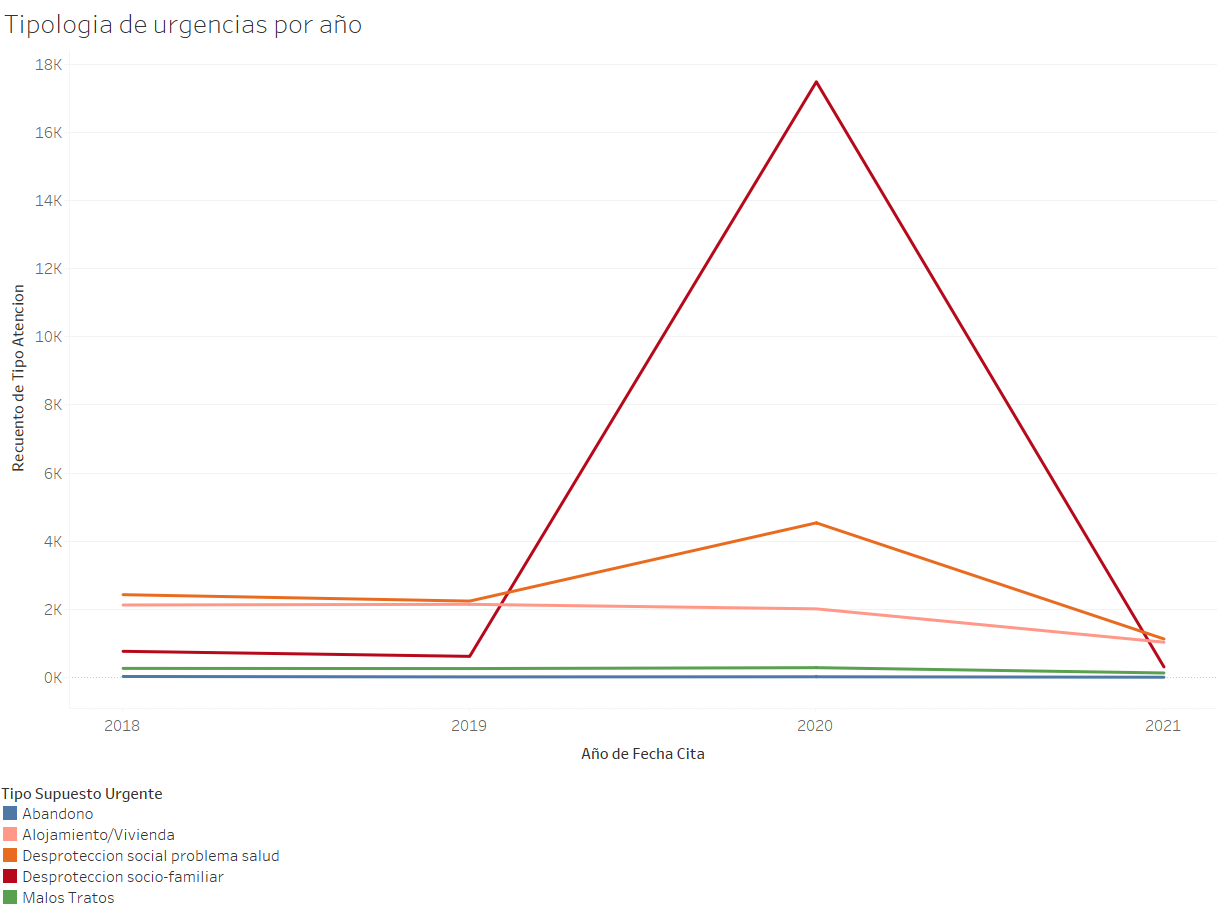 Tipologia de urgencias por año
18K
16K
14K
12K
10K
8K
6K
4K
2K
0K
Recuento de Tipo Atencion
2018 2019 2020 2021
Año de Fecha Cita
Tipo Supuesto Urgente
Abandono
Alojamiento/Vivienda
Desproteccion social problema salud
Desproteccion socio-familiar
Malos Tratos